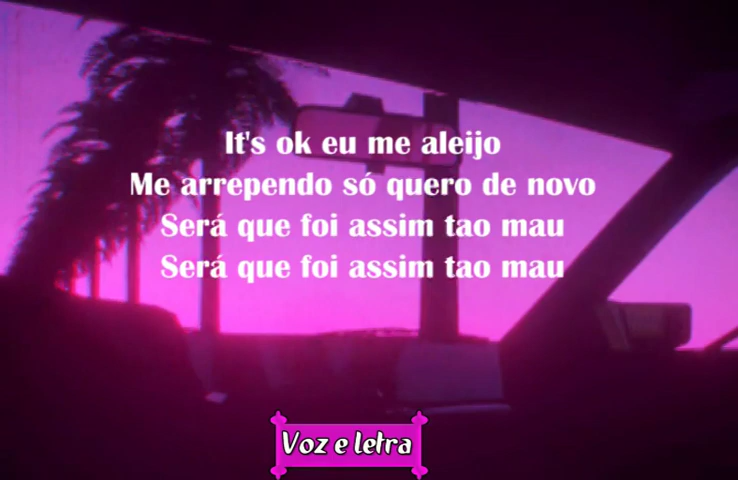 It's ok eu me aleijo
Me arrependo só quero de novo
Será que foi assim tao mau
Será que foi assim tao mau
Voz e letra